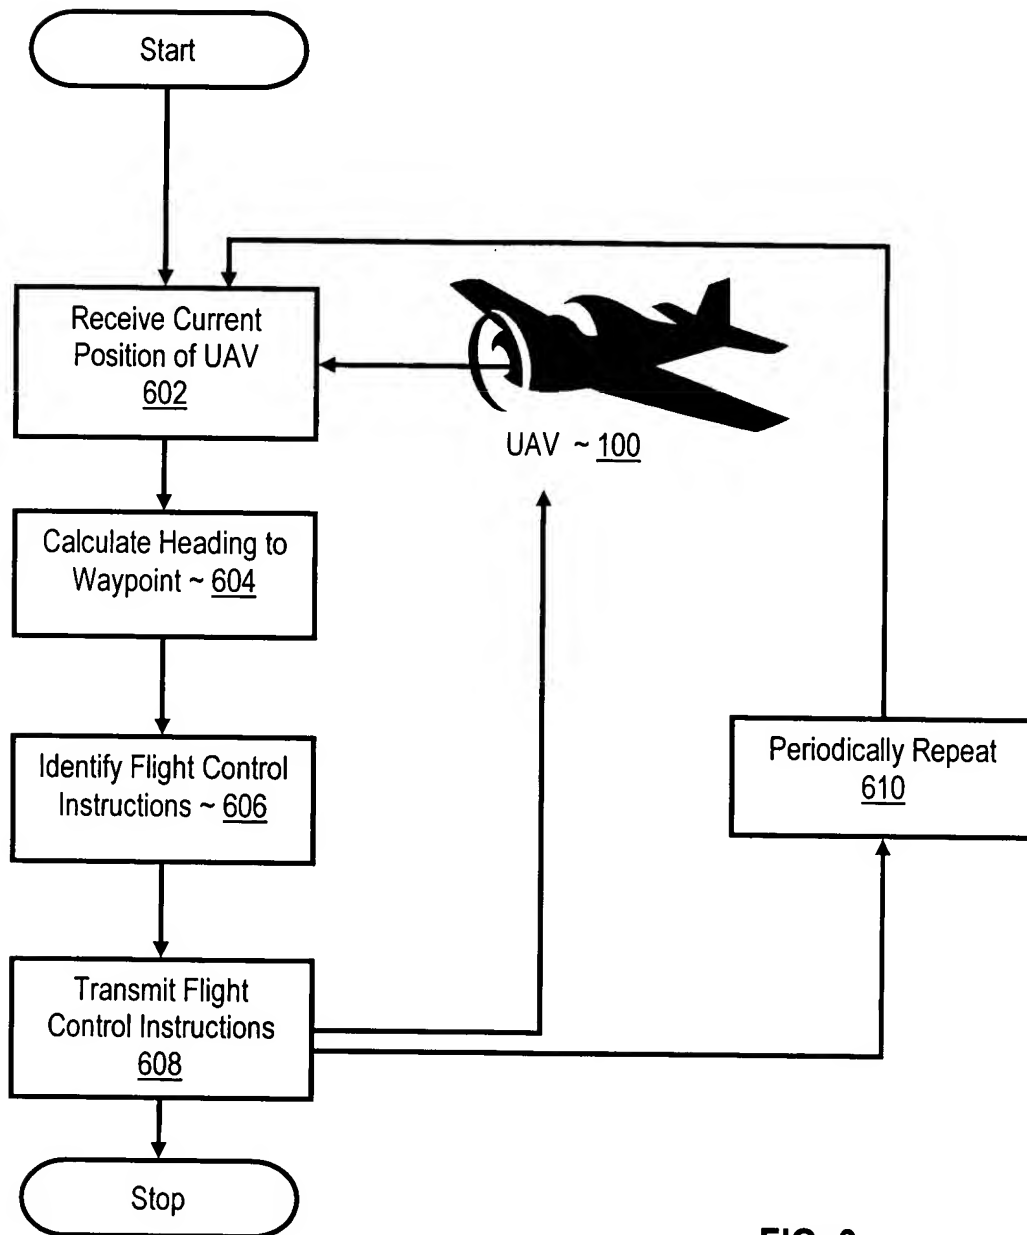 Start
Receive Current
Position of UAV
602
UAV ~ 100
Calculate Heading to
Waypoint ~ 604
Identify Flight Control
Instructions ~ 606
Periodically Repeat
610
Transmit Flight
Control Instructions
608
Stop